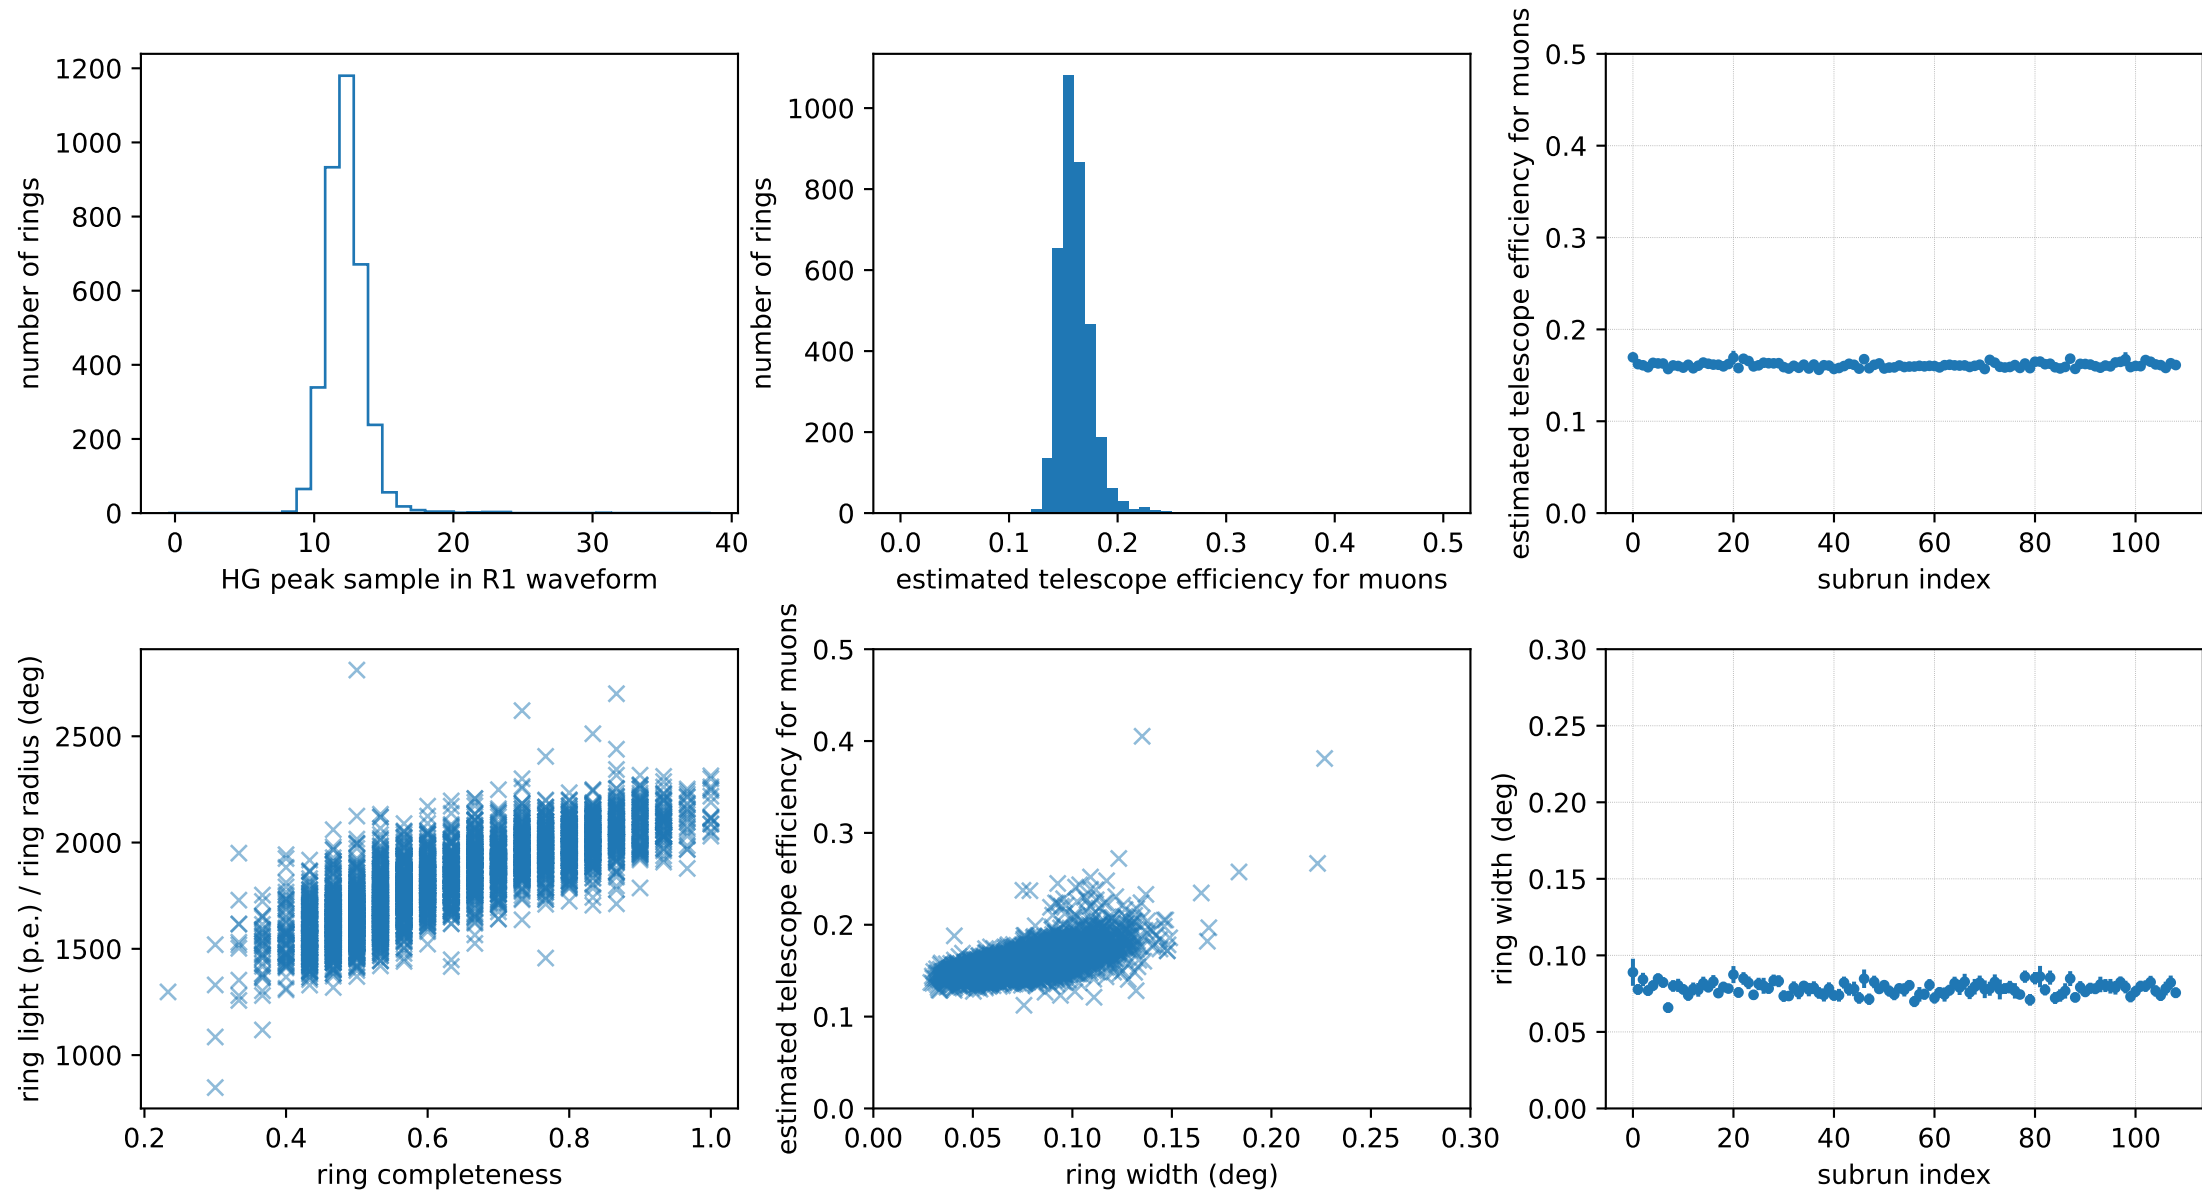 number of rings
1200
1000
800
600
400
200
0
0 10 20 30 40
HG peak sample in R1 waveform
number of rings
1000
800
600
400
200
0
0.0 0.1 0.2 0.3 0.4 0.5
estimated telescope efficiency for muons
estimated telescope efficiency for muons
0.5
0.4
0.3
0.2
0.1
0.0
0 20 40 60 80 100
subrun index
ring light (p.e.) / ring radius (deg)
2500
2000
1500
1000
0.2 0.4 0.6 0.8 1.0
ring completeness
estimated telescope efficiency for muons
0.5
0.4
0.3
0.2
0.1
0.0
0.00 0.05 0.10 0.15 0.20 0.25 0.30
ring width (deg)
ring width (deg)
0.30
0.25
0.20
0.15
0.10
0.05
0.00
0 20 40 60 80 100
subrun index